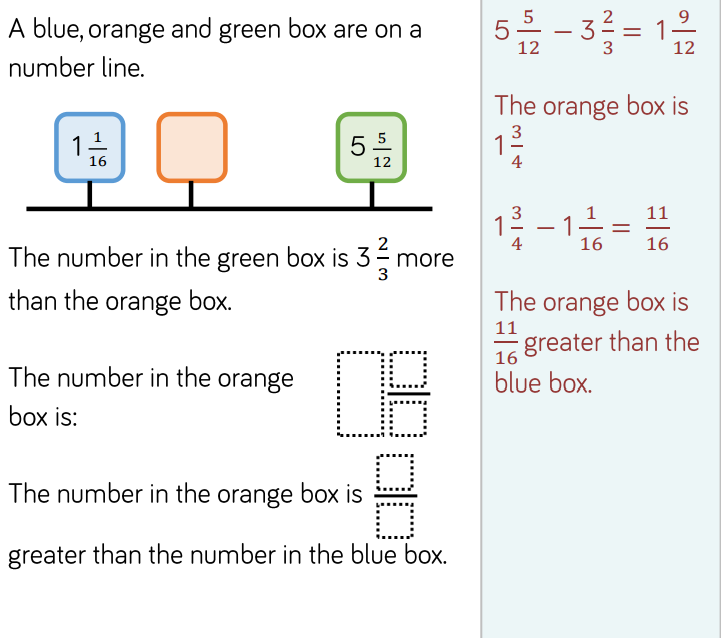 A blue, orange and green box are on a
number line.
1 1/16
5 5/12
The number in the green box is 3 2/3 more
than the orange box.
The number in the orange
box is:
The number in the orange box is
greater than the number in the blue box.
5 5/12 − 3 2/3 = 1 9/12
The orange box is
1 3/4
1 3/4 − 1 1/16 = 11/16
The orange box is
11/16 greater than the
blue box.